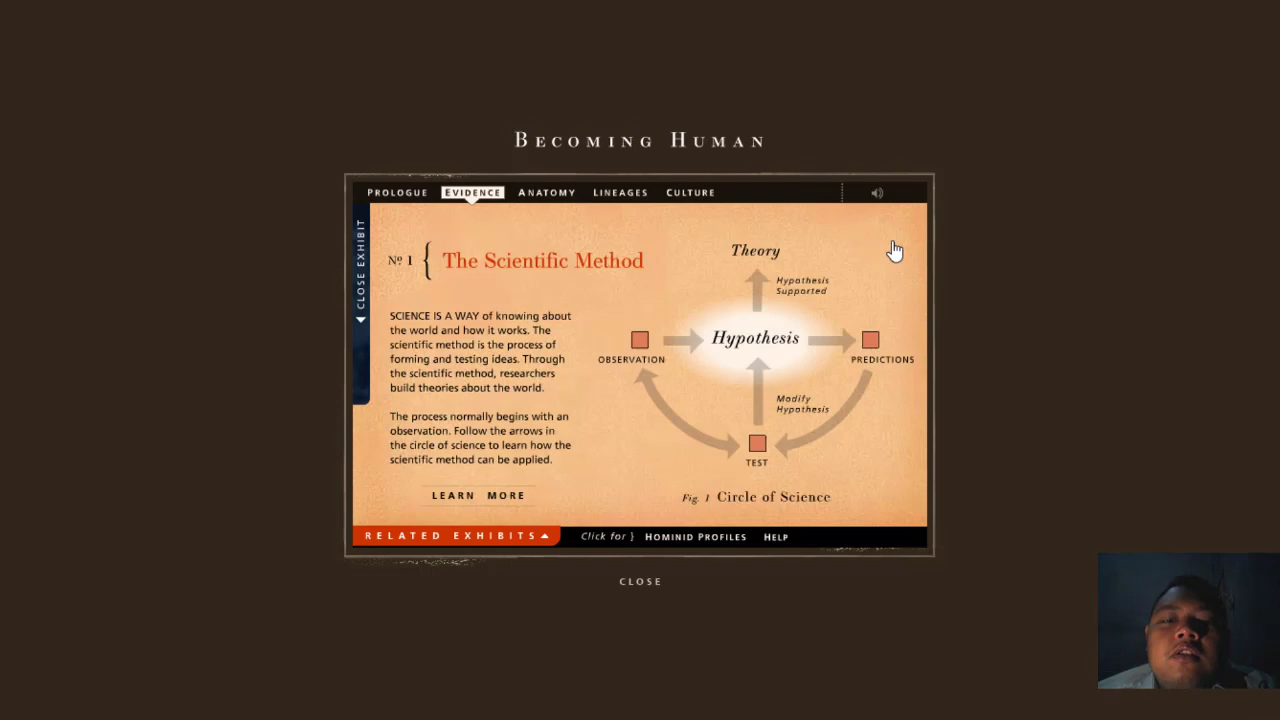 BECOMING HUMAN
PROLOGUE EVIDENCE ANATOMY LINEAGES CULTURE
CLOSE EXHIBIT
Nº 1 { The Scientific Method
SCIENCE IS A WAY of knowing about
the world and how it works. The
scientific method is the process of
forming and testing ideas. Through
the scientific method, researchers
build theories about the world.
The process normally begins with an
observation. Follow the arrows in
the circle of science to learn how the
scientific method can be applied.
LEARN MORE
Theory
Hypothesis
Supported
Hypothesis
OBSERVATION
PREDICTIONS
Modify
Hypothesis
TEST
Fig. 1 Circle of Science
RELATED EXHIBITS
Click for } HOMINID PROFILES HELP
CLOSE